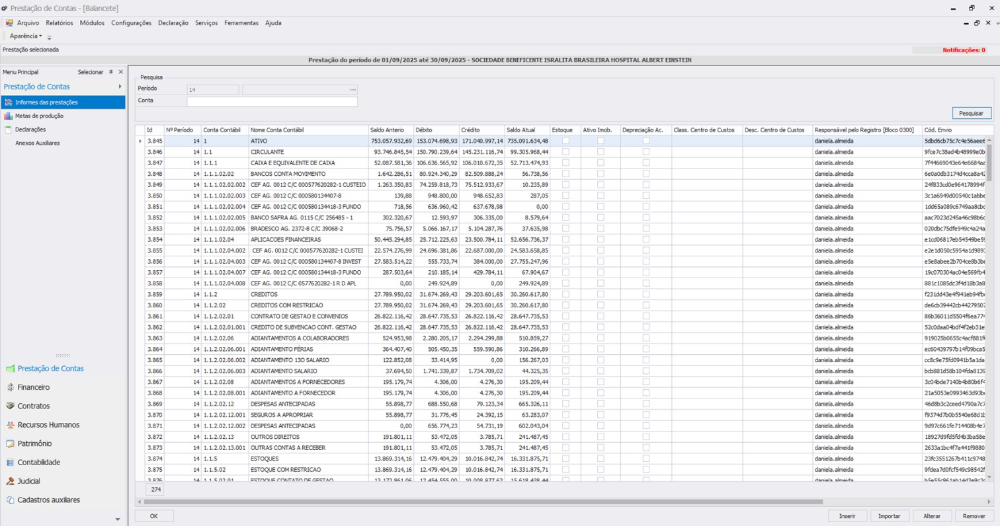 Prestação de Contas - [Balancete]
Arquivo Relatórios Módulos Configurações Declaração Serviços Ferramentas Ajuda
Aparência
Prestação selecionada
Notificações: 0
Prestação do período de 01/09/2025 até 30/09/2025 - SOCIEDADE BENEFICENTE ISRALITA BRASILEIRA HOSPITAL ALBERT EINSTEIN
Menu Principal Selecionar
Prestação de Contas
Informes das prestações
Metas de produção
Declarações
Anexos Auxiliares
Prestação de Contas
Financeiro
Contratos
Recursos Humanos
Patrimônio
Contabilidade
Judicial
Cadastros auxiliares
Pesquisa
Período 14 ...
Conta
Pesquisar
Id Nº Período Conta Contábil Nome Conta Contábil Saldo Anterio Débito Crédito Saldo Atual Estoque Ativo Imob. Depreciação Ac. Class. Centro de Custos Desc. Centro de Custos Responsável pelo Registro [Bloco 0300] Cód. Envio
3.845 14 1 ATIVO 753.057.932,69 153.074.698,93 171.040.997,14 735.091.634,48 daniela.almeida 5dbd6cb75c7c4e56aee6
3.846 14 1.1 CIRCULANTE 93.746.845,54 150.790.239,64 145.231.116,74 99.305.968,44 daniela.almeida 9fce7c38ad4b48999e0b
3.847 14 1.1.1 CAIXA E EQUIVALENTE DE CAIXA 52.087.581,36 106.636.565,92 106.010.672,35 52.713.474,93 daniela.almeida 7f44669043e64e6684aa
3.848 14 1.1.1.02.02 BANCOS CONTA MOVIMENTO 1.642.286,51 80.924.340,29 82.509.888,24 56.738,56 daniela.almeida 6e0a0db3174d4cca8a42
3.849 14 1.1.1.02.02.002 CEF AG. 0012 C/C 000577620282-1 CUSTEIO 1.263.350,83 74.259.818,73 75.512.933,67 10.235,89 daniela.almeida 24f833cd0e964178994f
3.850 14 1.1.1.02.02.003 CEF AG. 0012 C/C 000580134407-8 139,88 948.800,00 948.652,83 287,05 daniela.almeida 3c1a6949d00540c1abbe
3.851 14 1.1.1.02.02.004 CEF AG. 0012 C/C 000580134418-3 FUNDO 718,56 636.960,42 637.678,98 0,00 daniela.almeida 1dd65a089c6749aa8cbc
3.852 14 1.1.1.02.02.005 BANCO SAFRA AG. 0115 C/C 256485 - 1 302.320,67 12.593,97 306.335,00 8.579,64 daniela.almeida aac7023d245a46c98b6c
3.853 14 1.1.1.02.02.006 BRADESCO AG. 2372-8 C/C 39068-2 75.756,57 5.066.167,17 5.104.287,76 37.635,98 daniela.almeida 020dbc75dfe949c4a24a
3.854 14 1.1.1.02.04 APLICACOES FINANCEIRAS 50.445.294,85 25.712.225,63 23.500.784,11 52.656.736,37 daniela.almeida e1cd06817eb54549be59
3.855 14 1.1.1.02.04.002 CEF AG. 0012 C/C 000577620282-1 CUSTEI 22.574.276,99 24.696.381,86 22.687.000,00 24.583.658,85 daniela.almeida e2e1d050c5954a1d9893
3.856 14 1.1.1.02.04.003 CEF AG. 0012 C/C 000580134407-8 INVEST 27.583.514,22 555.733,74 384.000,00 27.755.247,96 daniela.almeida e5e8abee2b704ce8b3be
3.857 14 1.1.1.02.04.007 CEF AG. 0012 C/C 000580134418-3 FUNDO 287.503,64 210.185,14 429.784,11 67.904,67 daniela.almeida 19c070304ac04e569fb4
3.858 14 1.1.1.02.04.008 CEF AG. 0012 C/C 0577620282-1 R D APL 0,00 249.924,89 0,00 249.924,89 daniela.almeida 881c1085dc3f4d18b3a8
3.859 14 1.1.2 CREDITOS 27.789.950,02 31.674.269,43 29.203.601,65 30.260.617,80 daniela.almeida f231dd43e4f941eb94fb
3.860 14 1.1.2.02 CREDITOS COM RESTRICAO 27.789.950,02 31.674.269,43 29.203.601,65 30.260.617,80 daniela.almeida de6cb39442cb44279507
3.861 14 1.1.2.02.01 CONTRATO DE GESTAO E CONVENIOS 26.822.116,42 28.647.735,53 26.822.116,42 28.647.735,53 daniela.almeida 86b36011d5504f6ea774
3.862 14 1.1.2.02.01.001 CREDITO DE SUBVENCAO CONT. GESTAO 26.822.116,42 28.647.735,53 26.822.116,42 28.647.735,53 daniela.almeida 52c0daa04bdf4f2eb31e
3.863 14 1.1.2.02.06 ADIANTAMENTOS A COLABORADORES 524.953,98 2.280.205,17 2.294.299,88 510.859,27 daniela.almeida 919025b0655c4acf881f
3.864 14 1.1.2.02.06.001 ADIANTAMENTO FÉRIAS 364.407,40 505.450,35 559.590,86 310.266,89 daniela.almeida ec60439797b14f09bca5
3.865 14 1.1.2.02.06.002 ADIANTAMENTO 13O SALARIO 122.852,08 33.414,95 0,00 156.267,03 daniela.almeida cc8c9e75fd0941b5a1da
3.866 14 1.1.2.02.06.003 ADIANTAMENTO SALARIO 37.694,50 1.741.339,87 1.734.709,02 44.325,35 daniela.almeida bcb881d58b104fda8139
3.867 14 1.1.2.02.08 ADIANTAMENTOS A FORNECEDORES 195.179,74 4.306,00 4.276,30 195.209,44 daniela.almeida 3c04bde7140b4b80b6f4
3.868 14 1.1.2.02.08.001 ADIANTAMENTO A FORNECEDOR 195.179,74 4.306,00 4.276,30 195.209,44 daniela.almeida 21a5053e0993463d93b
3.869 14 1.1.2.02.12 DESPESAS ANTECIPADAS 55.898,77 688.550,68 79.123,34 665.326,11 daniela.almeida 46d8b3c2ceed4790a7c7
3.870 14 1.1.2.02.12.001 SEGUROS A APROPRIAR 55.898,77 31.776,45 24.392,15 63.283,07 daniela.almeida f9374d7b0b5540e68d1b
3.871 14 1.1.2.02.12.002 DESPESAS ANTECIPADAS 0,00 656.774,23 54.731,19 602.043,04 daniela.almeida 9d97c661fe714408b4e7
3.872 14 1.1.2.02.13 OUTROS DIREITOS 191.801,11 53.472,05 3.785,71 241.487,45 daniela.almeida 18927d9fd5fd4b3ba58e
3.873 14 1.1.2.02.13.001 OUTRAS CONTAS A RECEBER 191.801,11 53.472,05 3.785,71 241.487,45 daniela.almeida 2633a1bc4f7a441f9880
3.874 14 1.1.5 ESTOQUES 13.869.314,16 12.479.404,29 10.016.842,74 16.331.875,71 daniela.almeida 23fc3551267b411c9748
3.875 14 1.1.5.02 ESTOQUE COM RESTRICAO 13.869.314,16 12.479.404,29 10.016.842,74 16.331.875,71 daniela.almeida 9fdea7d0fcf549c98542f
3.876 14 1.1.5.02.01 ESTOQUE CONTATO DE GESTAO 13.172.861,06 12.454.555,00 10.008.977,62 15.618.438,44 daniela.almeida
274
OK Inserir Importar Alterar Remover